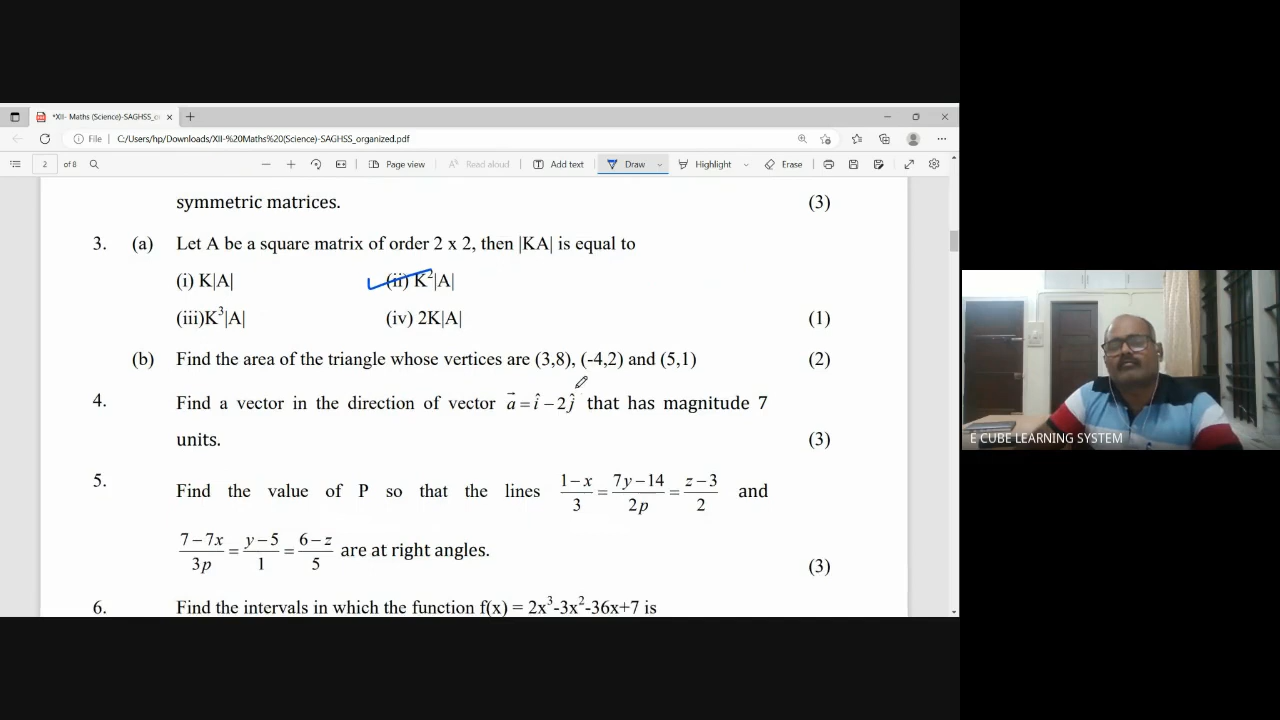 *XII- Maths (Science)-SAGHSS_o
File C:/Users/hp/Downloads/XII-%20Maths%20(Science)-SAGHSS_organized.pdf
2 of 8 Page view Read aloud Add text Draw Highlight Erase
symmetric matrices. (3)
3. (a) Let A be a square matrix of order 2 x 2, then |KA| is equal to
(i) K|A| (ii) K²|A|
(iii)K³|A| (iv) 2K|A| (1)
(b) Find the area of the triangle whose vertices are (3,8), (-4,2) and (5,1) (2)
4. Find a vector in the direction of vector a⃗ = î − 2ĵ that has magnitude 7
units. (3)
5. Find the value of P so that the lines (1−x)/3 = (7y−14)/2p = (z−3)/2 and
(7−7x)/3p = (y−5)/1 = (6−z)/5 are at right angles. (3)
6. Find the intervals in which the function f(x) = 2x³-3x²-36x+7 is
E CUBE LEARNING SYSTEM